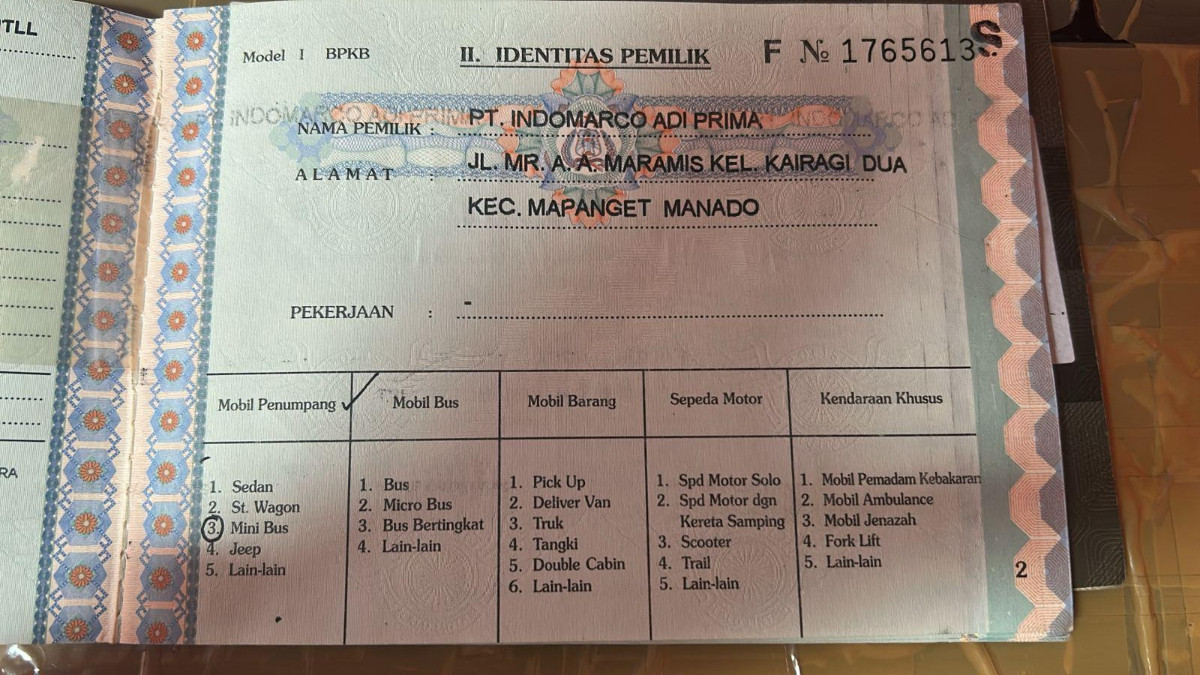 TLL
Model I BPKB
II. IDENTITAS PEMILIK
F № 1765613 S
NAMA PEMILIK : PT. INDOMARCO ADI PRIMA
ALAMAT : JL. MR. A. A. MARAMIS KEL. KAIRAGI DUA
KEC. MAPANGET MANADO
PEKERJAAN : -
Mobil Penumpang
1. Sedan
2. St. Wagon
3. Mini Bus
4. Jeep
5. Lain-lain
Mobil Bus
1. Bus
2. Micro Bus
3. Bus Bertingkat
4. Lain-lain
Mobil Barang
1. Pick Up
2. Deliver Van
3. Truk
4. Tangki
5. Double Cabin
6. Lain-lain
Sepeda Motor
1. Spd Motor Solo
2. Spd Motor dgn
Kereta Samping
3. Scooter
4. Trail
5. Lain-lain
Kendaraan Khusus
1. Mobil Pemadam Kebakaran
2. Mobil Ambulance
3. Mobil Jenazah
4. Fork Lift
5. Lain-lain
RA
2